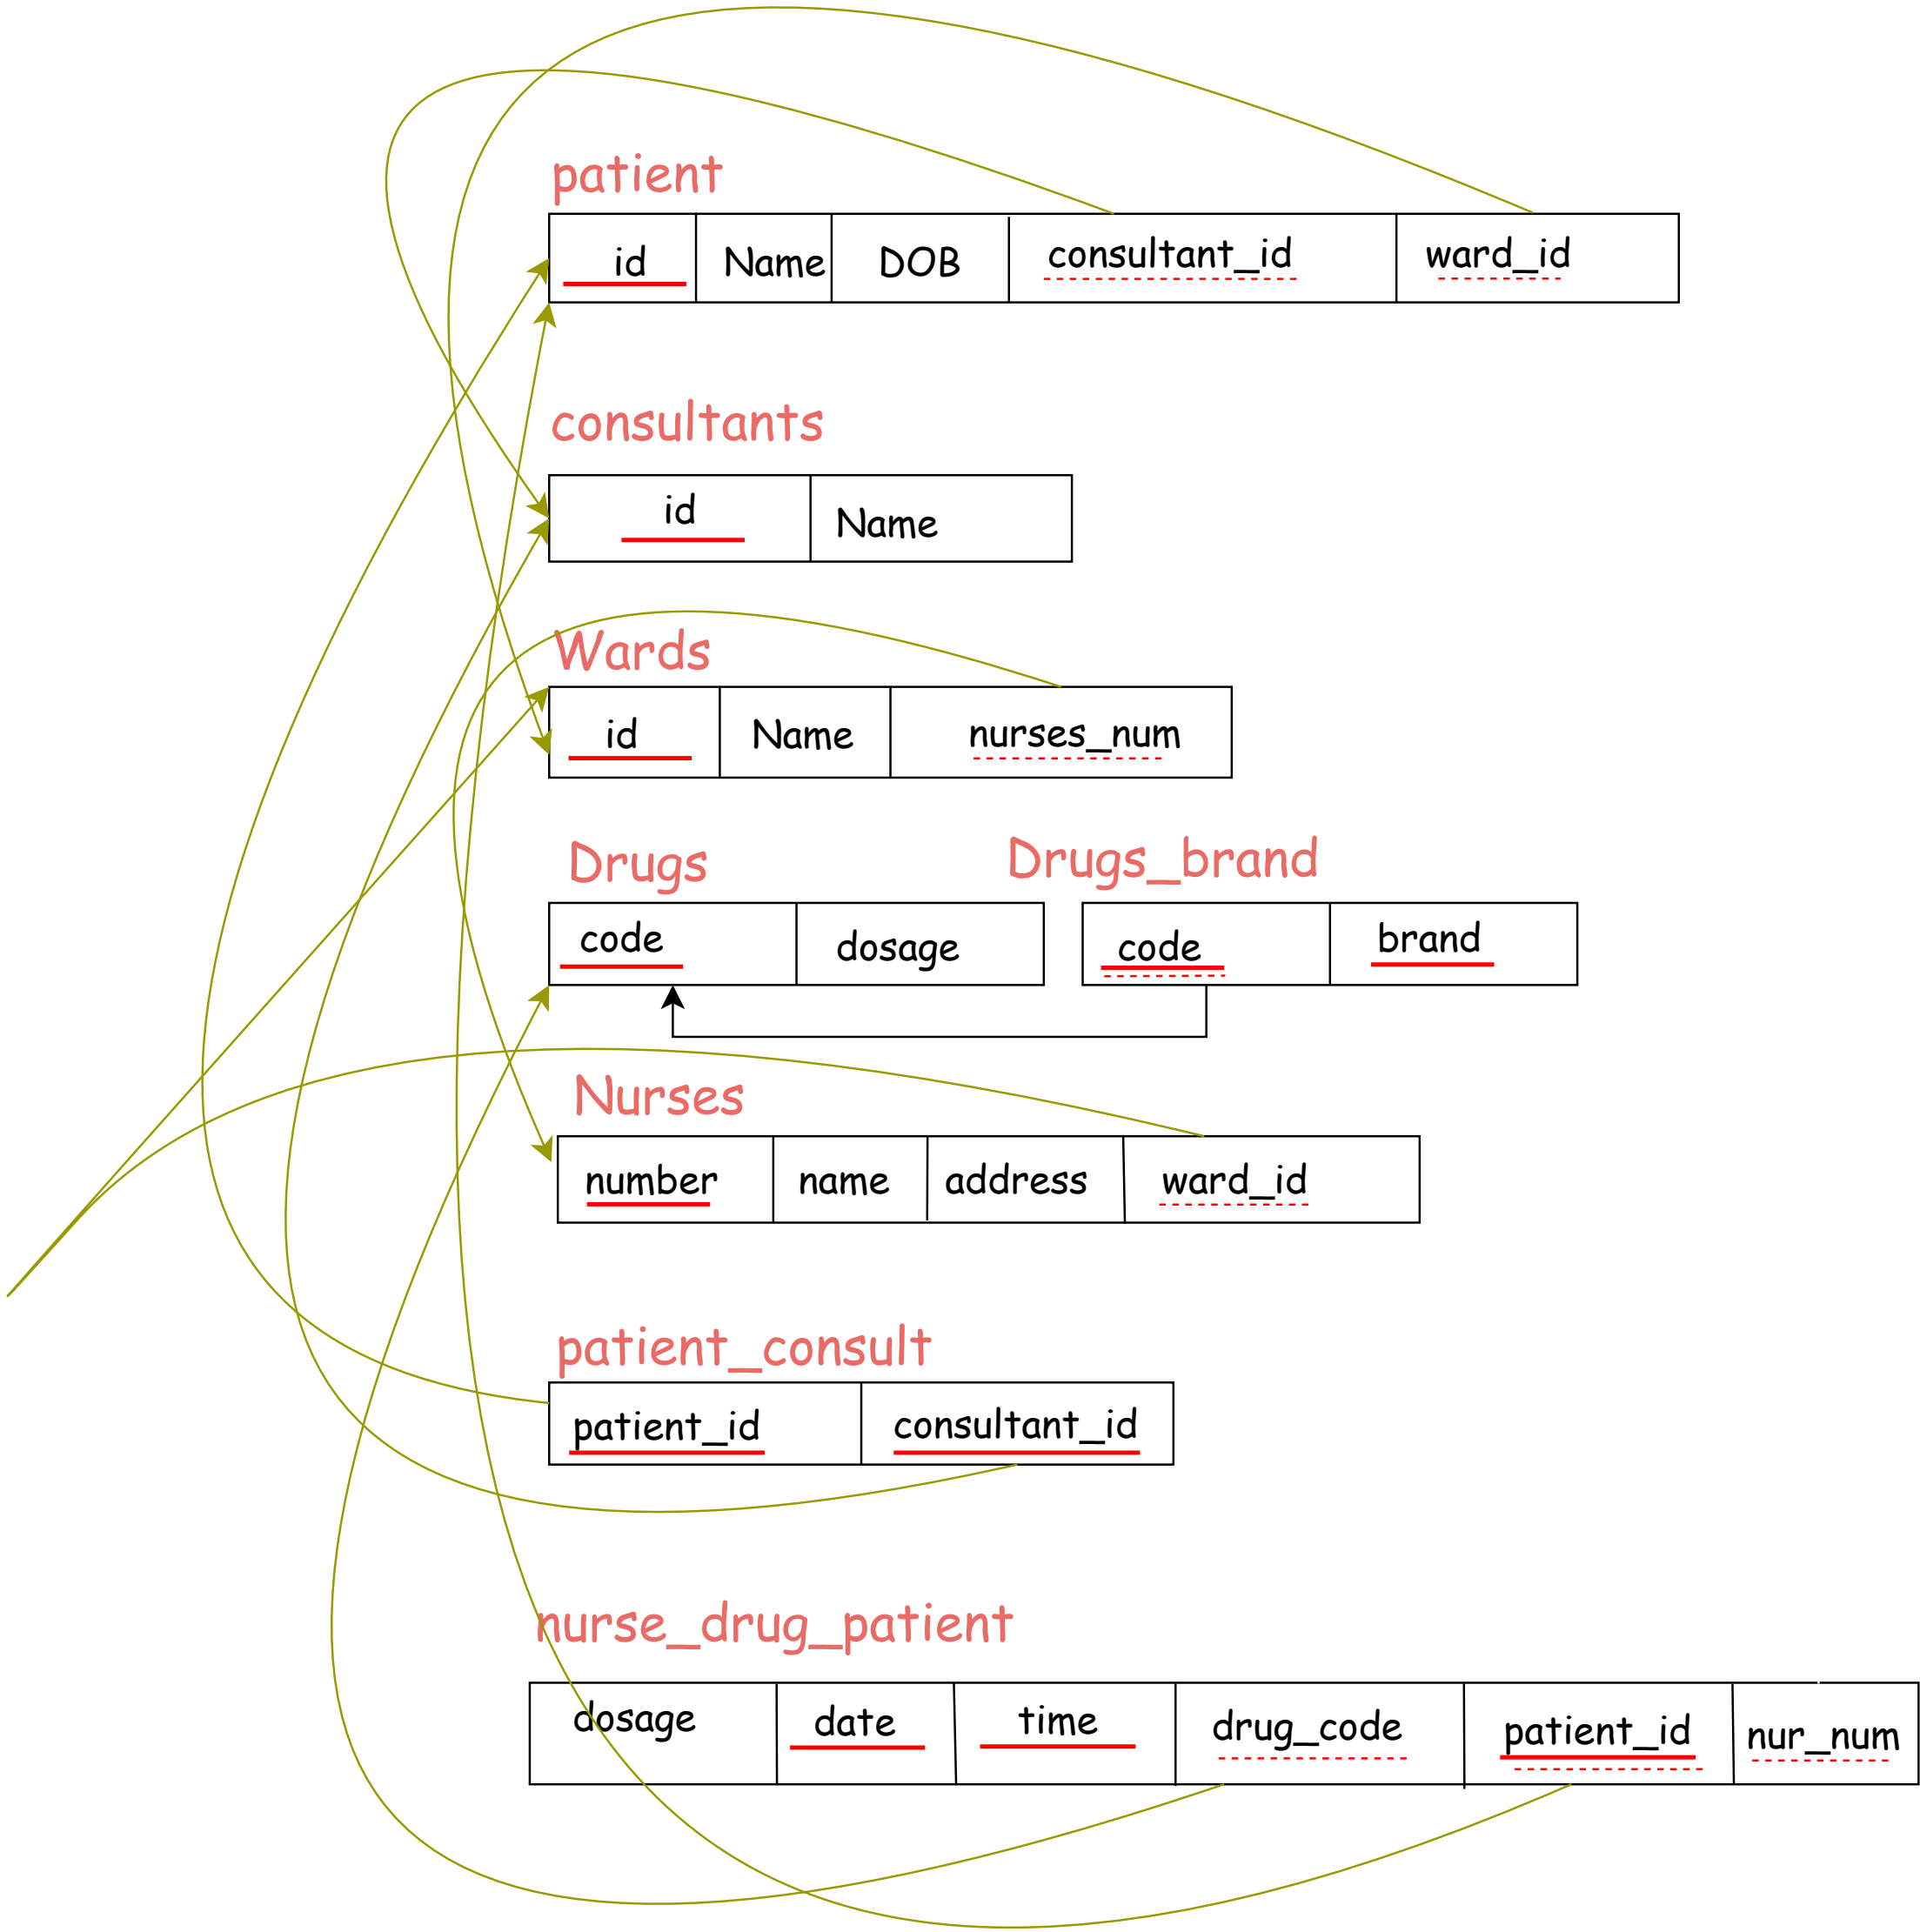 patient
id Name DOB consultant_id ward_id
consultants
id Name
Wards
id Name nurses_num
Drugs Drugs_brand
code dosage code brand
Nurses
number name address ward_id
patient_consult
patient_id consultant_id
nurse_drug_patient
dosage date time drug_code patient_id nur_num